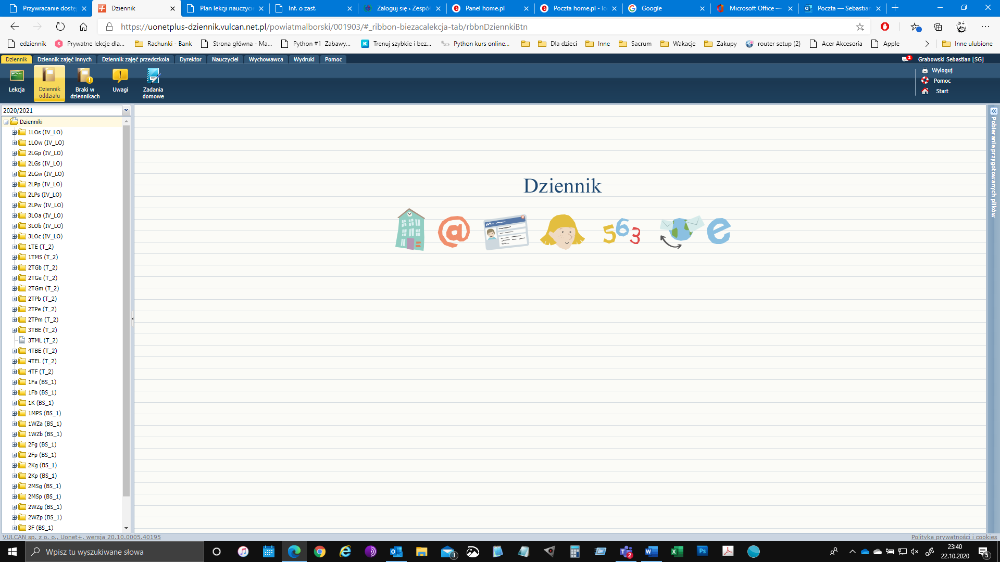 Przywracanie dostę
Dziennik
Plan lekcji nauczycie
Inf. o zast.
Zaloguj się ‹ Zespó
Panel home.pl
Poczta home.pl - lo
Google
Microsoft Office —
Poczta — Sebastian
https://uonetplus-dziennik.vulcan.net.pl/powiatmalborski/001903/#_ribbon-biezacalekcja-tab/rbbnDziennkiBtn
edziennik
Prywatne lekcje dla...
Rachunki - Bank
Strona główna - Ma...
Python #1 Zabawy...
Trenuj szybkie i bez...
Python kurs online...
Dla dzieci
Inne
Sacrum
Wakacje
Zakupy
router setup (2)
Acer Akcesoria
Apple
Inne ulubione
Dziennik
Dziennik zajęć innych
Dziennik zajęć przedszkola
Dyrektor
Nauczyciel
Wychowawca
Wydruki
Pomoc
2
Grabowski Sebastian [SG]
Lekcja
Dziennik
oddziału
Braki w
dziennikach
Uwagi
Zadania
domowe
Wyloguj
Pomoc
Start
2020/2021
Dzienniki
1LOs (IV_LO)
1LOw (IV_LO)
2LGp (IV_LO)
2LGs (IV_LO)
2LGw (IV_LO)
2LPp (IV_LO)
2LPs (IV_LO)
2LPw (IV_LO)
3LOa (IV_LO)
3LOb (IV_LO)
3LOc (IV_LO)
1TE (T_2)
1TMS (T_2)
2TGb (T_2)
2TGe (T_2)
2TGm (T_2)
2TPb (T_2)
2TPe (T_2)
2TPm (T_2)
3TBE (T_2)
3TML (T_2)
4TBE (T_2)
4TEL (T_2)
4TF (T_2)
1Fa (BS_1)
1Fb (BS_1)
1K (BS_1)
1MPS (BS_1)
1WZa (BS_1)
1WZb (BS_1)
2Fg (BS_1)
2Fp (BS_1)
2Kg (BS_1)
2Kp (BS_1)
2MSg (BS_1)
2MSp (BS_1)
2WZg (BS_1)
2WZp (BS_1)
3F (BS_1)
Dziennik
@
563
e
Pobieranie przygotowanych plików
VULCAN sp. z o. o., Uonet+, wersja 20.10.0005.40195
Polityka prywatności i cookies
Wpisz tu wyszukiwane słowa
3
2
23:40
22.10.2020
5